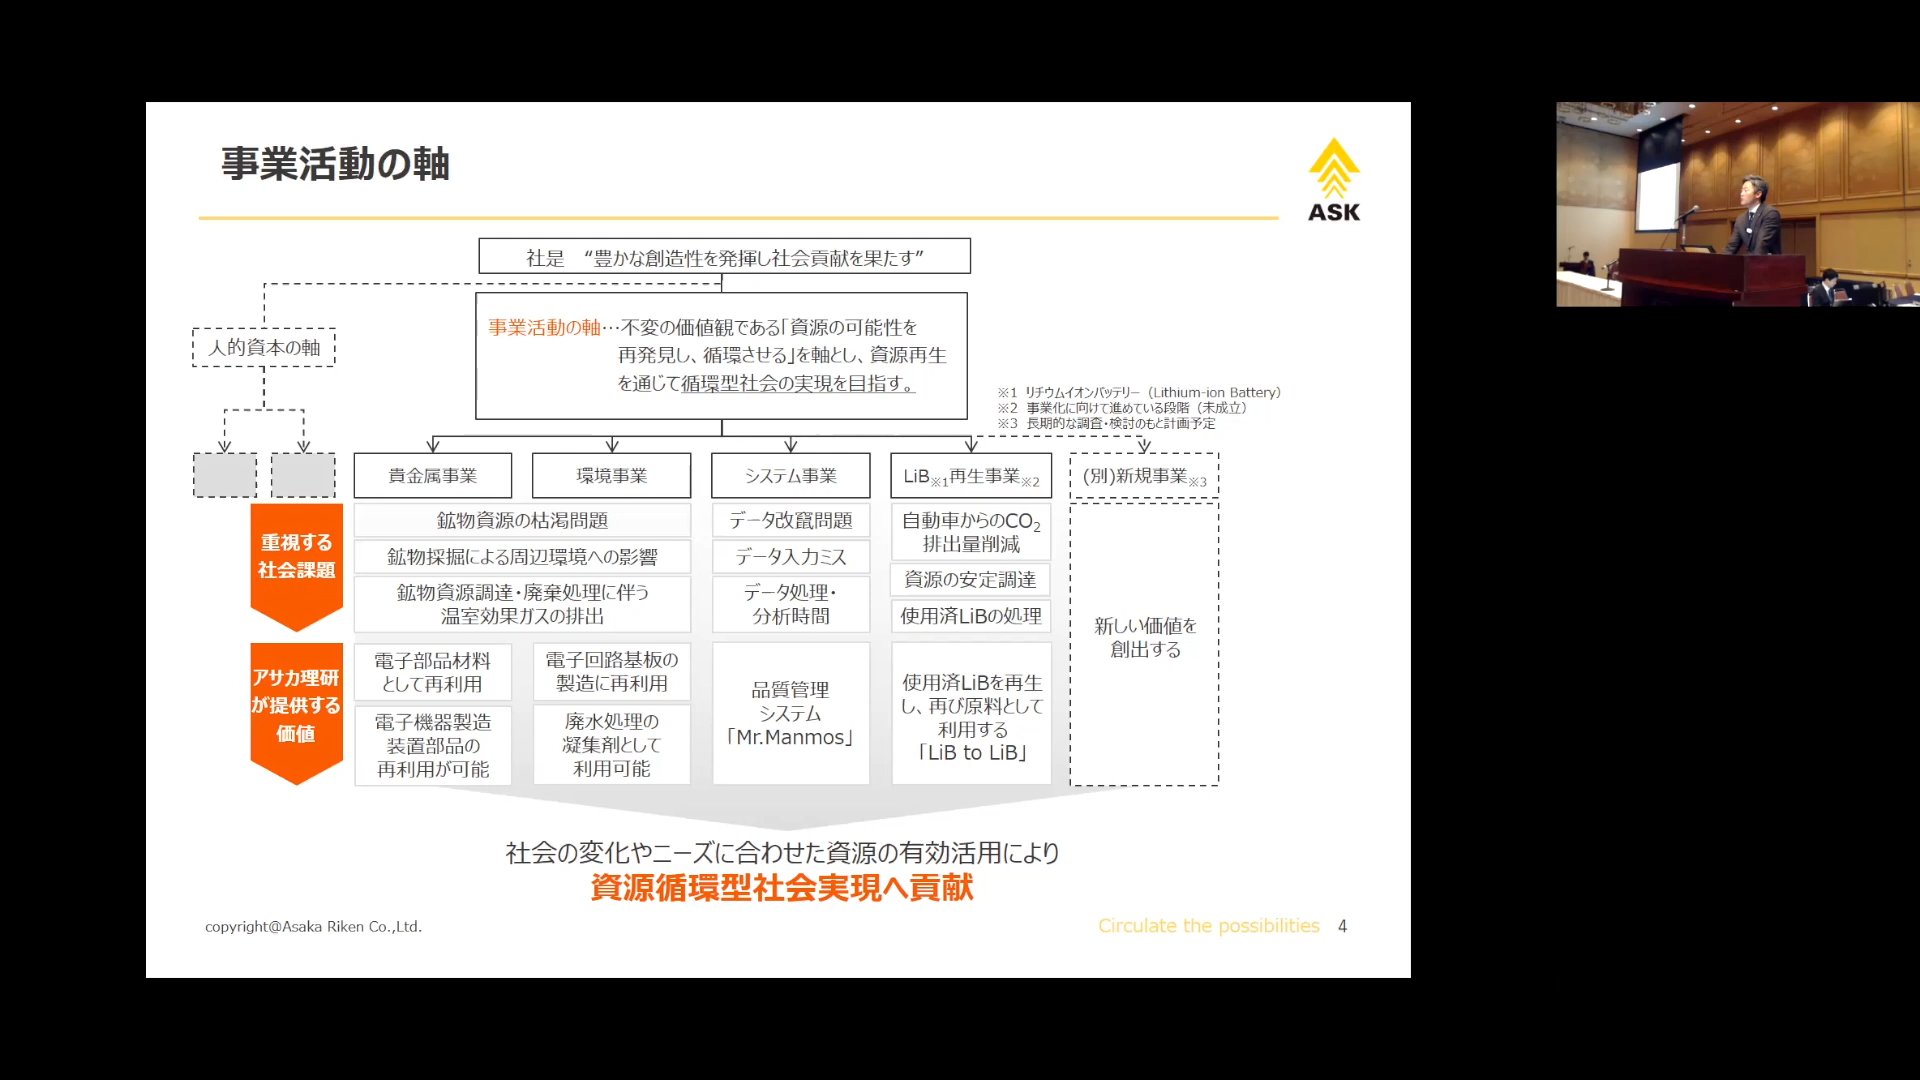 事業活動の軸
ASK
社是 “豊かな創造性を発揮し社会貢献を果たす”
事業活動の軸…不変の価値観である「資源の可能性を
再発見し、循環させる」を軸とし、資源再生
を通じて循環型社会の実現を目指す。
人的資本の軸
※1 リチウムイオンバッテリー（Lithium-ion Battery）
※2 事業化に向けて進めている段階（未成立）
※3 長期的な調査・検討のもと計画予定
貴金属事業
環境事業
システム事業
LiB※1再生事業※2
(別)新規事業※3
重視する
社会課題
鉱物資源の枯渇問題
鉱物採掘による周辺環境への影響
鉱物資源調達・廃棄処理に伴う
温室効果ガスの排出
データ改竄問題
データ入力ミス
データ処理・
分析時間
自動車からのCO2
排出量削減
資源の安定調達
使用済LiBの処理
新しい価値を
創出する
アサカ理研
が提供する
価値
電子部品材料
として再利用
電子機器製造
装置部品の
再利用が可能
電子回路基板の
製造に再利用
廃水処理の
凝集剤として
利用可能
品質管理
システム
「Mr.Manmos」
使用済LiBを再生
し、再び原料として
利用する
「LiB to LiB」
社会の変化やニーズに合わせた資源の有効活用により
資源循環型社会実現へ貢献
copyright@Asaka Riken Co.,Ltd.
Circulate the possibilities 4